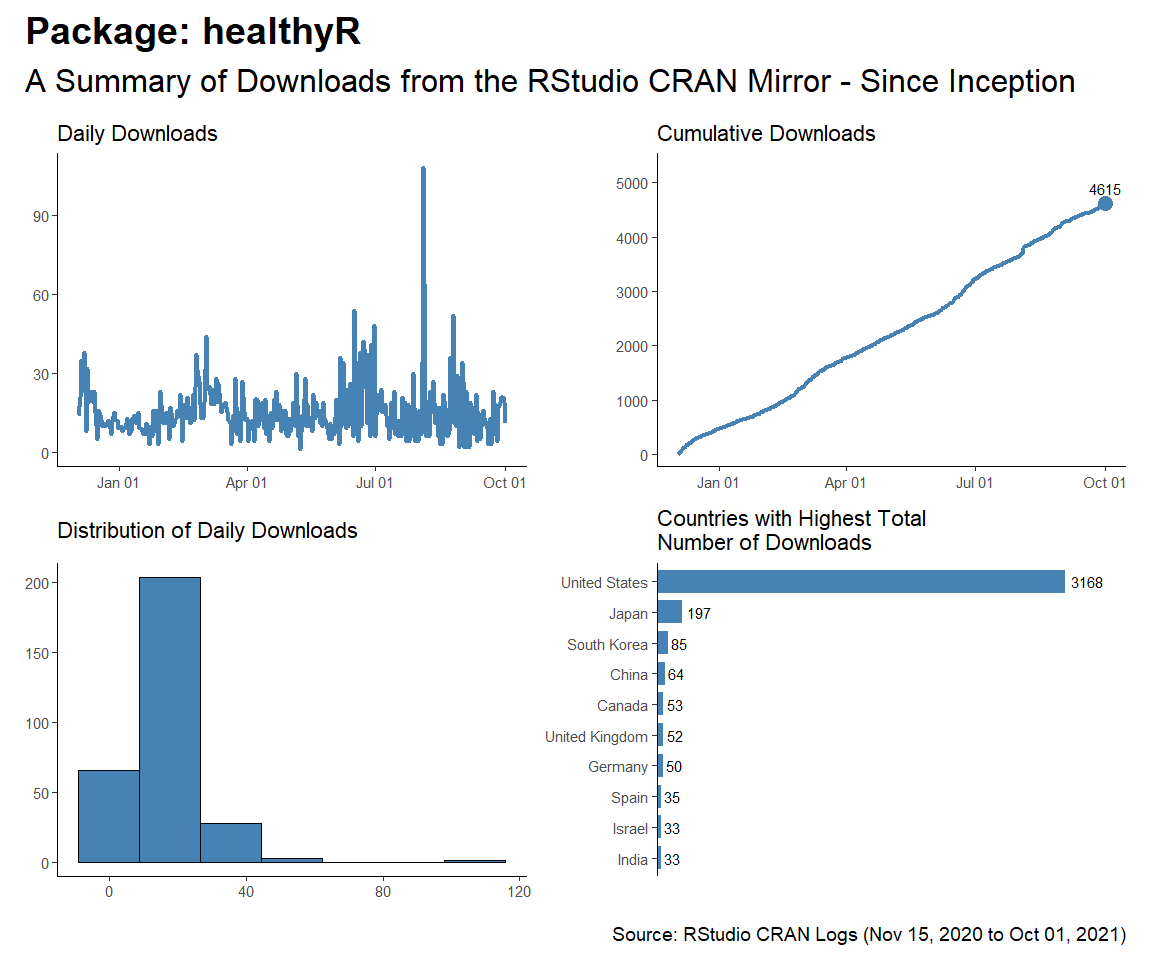 Package: healthyR
A Summary of Downloads from the RStudio CRAN Mirror - Since Inception
Daily Downloads
90
60
30
0
Jan 01 Apr 01 Jul 01 Oct 01
Cumulative Downloads
5000
4000
3000
2000
1000
0
4615
Jan 01 Apr 01 Jul 01 Oct 01
Distribution of Daily Downloads
200
150
100
50
0
0 40 80 120
Countries with Highest Total
Number of Downloads
United States 3168
Japan 197
South Korea 85
China 64
Canada 53
United Kingdom 52
Germany 50
Spain 35
Israel 33
India 33
Source: RStudio CRAN Logs (Nov 15, 2020 to Oct 01, 2021)